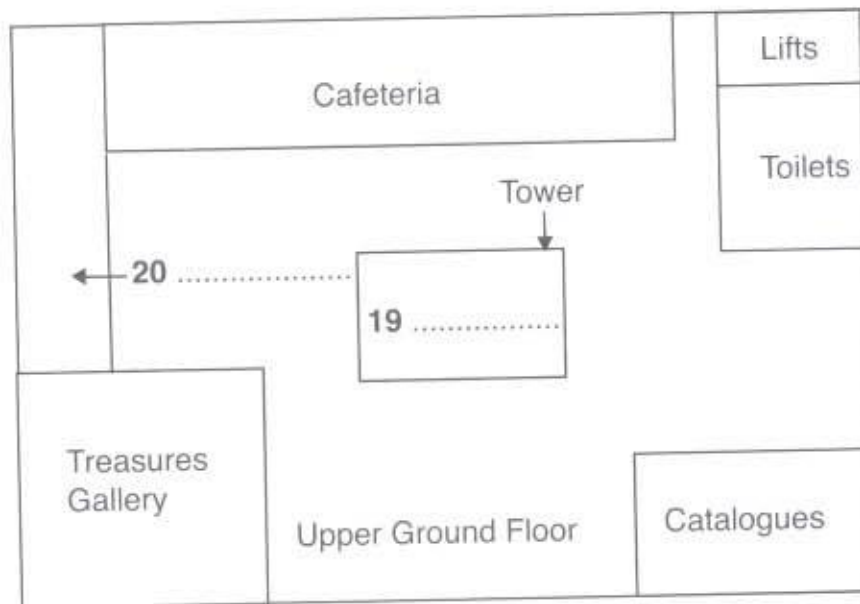 Lifts
Cafeteria
Toilets
Tower
20 ....................
19 .................
Treasures
Gallery
Upper Ground Floor
Catalogues